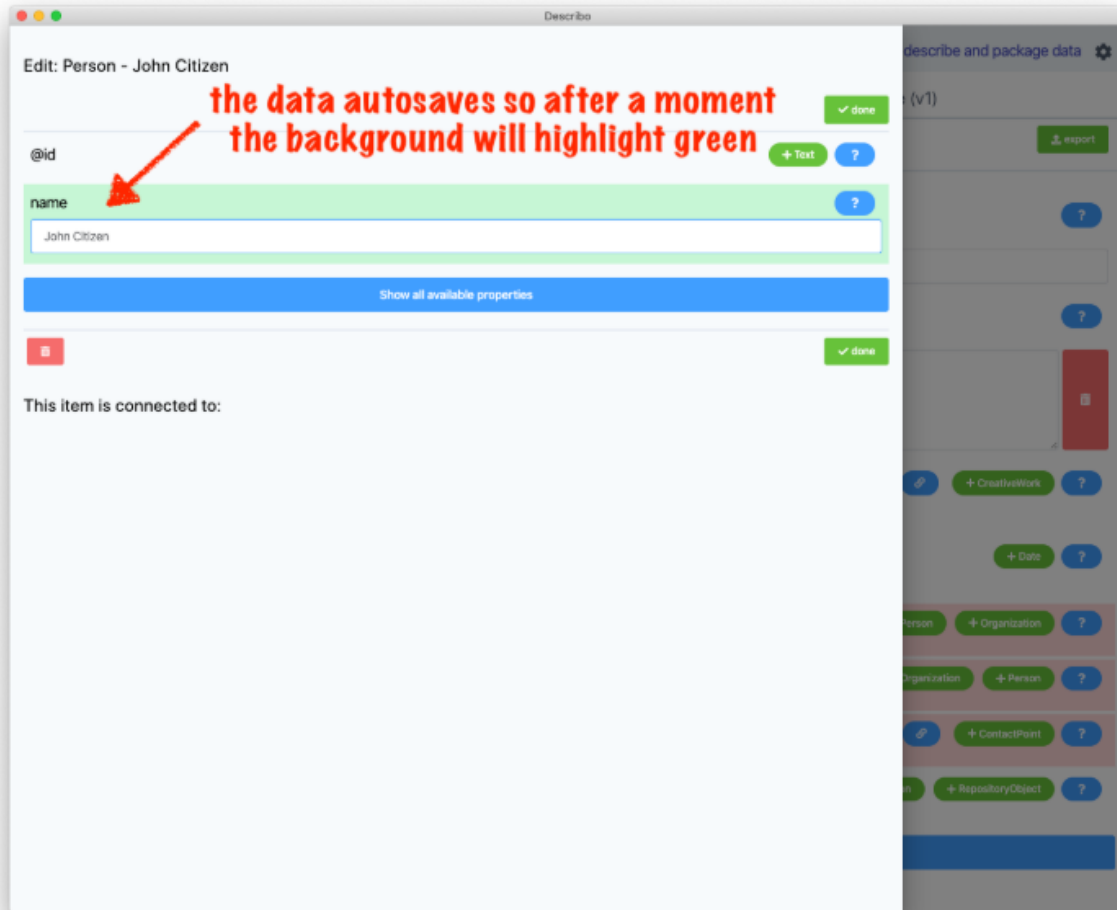 Describo
Edit: Person - John Citizen
describe and package data
the data autosaves so after a moment
the background will highlight green
done
(v1)
export
@id
+ Text
?
?
name
?
John Citizen
Show all available properties
?
done
This item is connected to:
+ CreativeWork
?
+ Date
?
Person
+ Organization
?
Organization
+ Person
?
+ ContactPoint
?
+ RepositoryObject
?